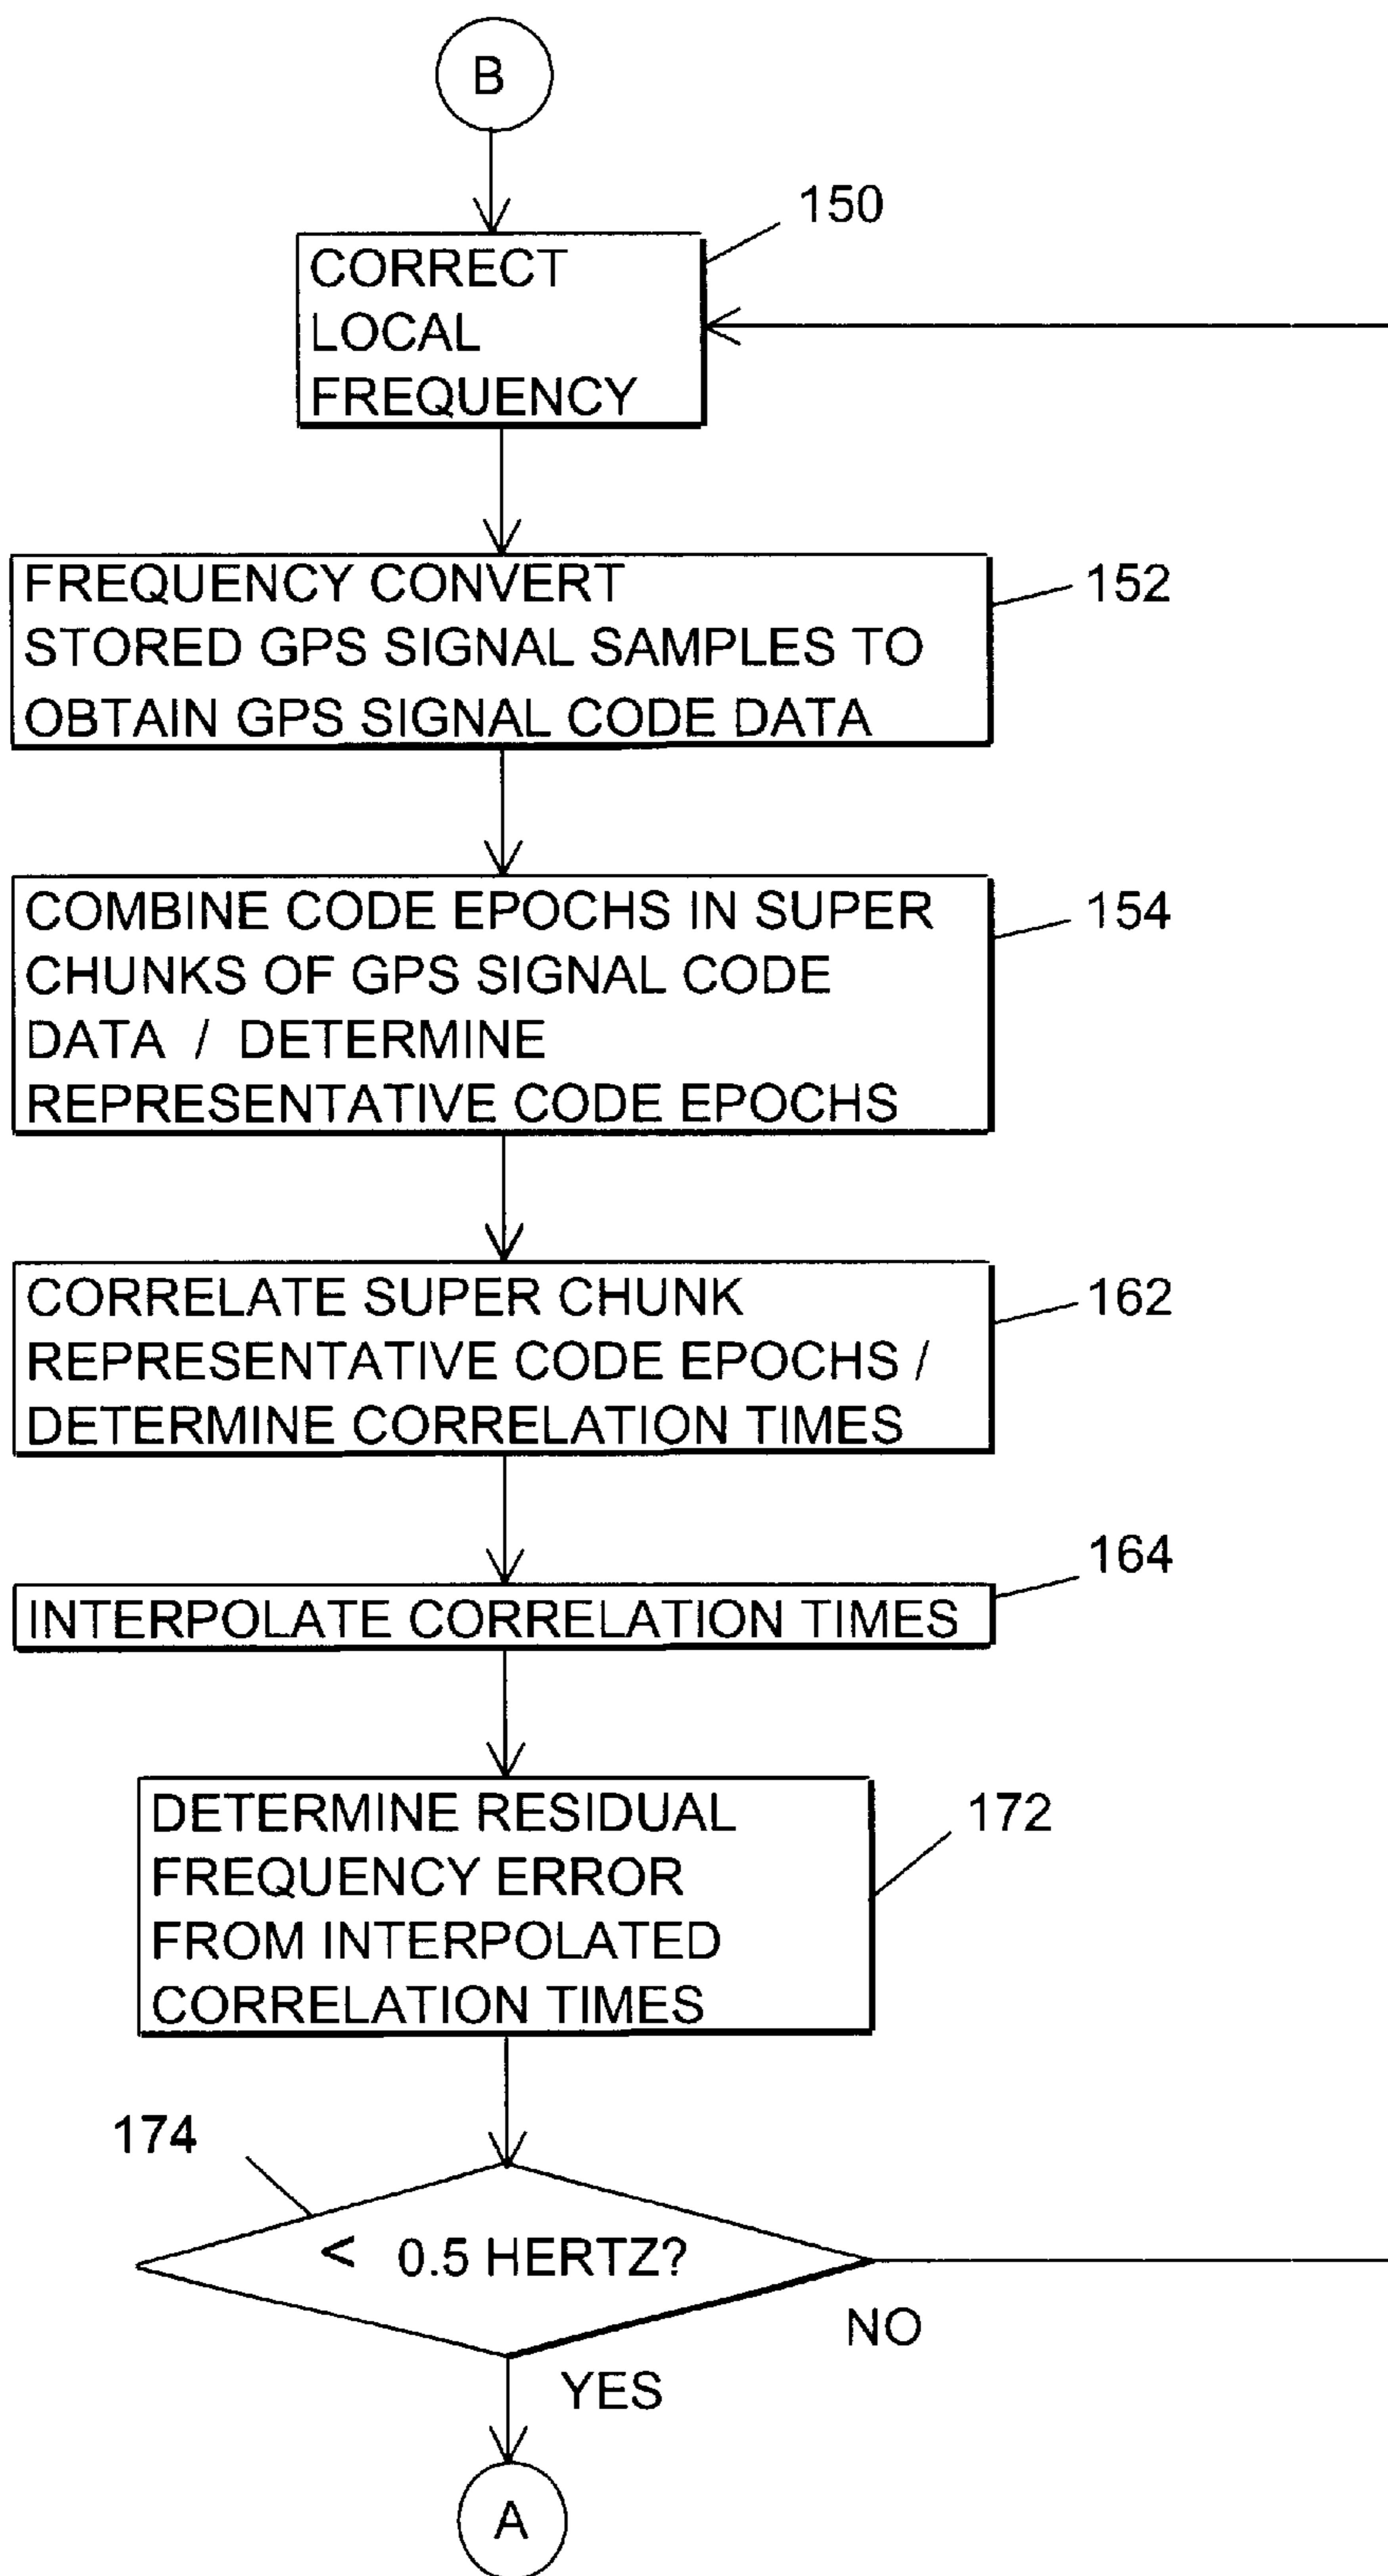 B
150
CORRECT
LOCAL
FREQUENCY
FREQUENCY CONVERT
STORED GPS SIGNAL SAMPLES TO
OBTAIN GPS SIGNAL CODE DATA
152
COMBINE CODE EPOCHS IN SUPER
CHUNKS OF GPS SIGNAL CODE
DATA / DETERMINE
REPRESENTATIVE CODE EPOCHS
154
CORRELATE SUPER CHUNK
REPRESENTATIVE CODE EPOCHS /
DETERMINE CORRELATION TIMES
162
164
INTERPOLATE CORRELATION TIMES
DETERMINE RESIDUAL
FREQUENCY ERROR
FROM INTERPOLATED
CORRELATION TIMES
172
174
< 0.5 HERTZ?
NO
YES
A